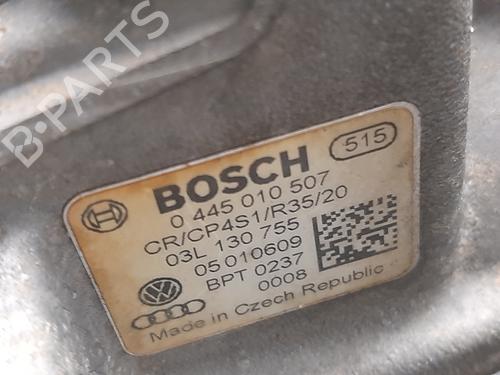 B-PARTS
BOSCH
515
0 445 010 507
CR/CP4S1/R35/20
03L 130 755
05.010609
BPT 0237
0008
Made in Czech Republic